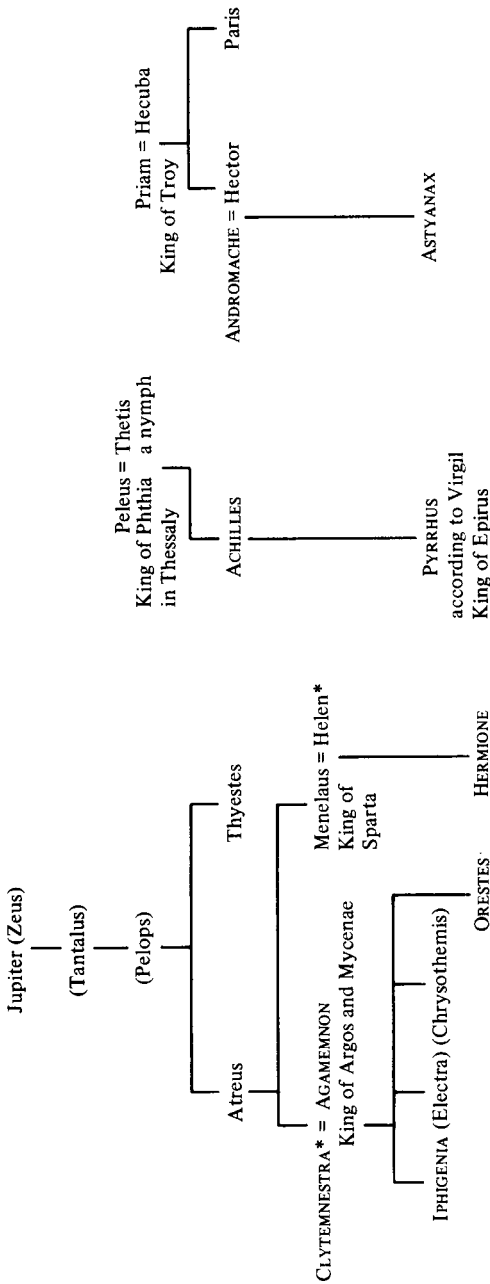 Jupiter (Zeus)
(Tantalus)
(Pelops)
Atreus
Thyestes
CLYTEMNESTRA* = AGAMEMNON
King of Argos and Mycenae
Menelaus = Helen*
King of
Sparta
IPHIGENIA (Electra) (Chrysothemis)
ORESTES
HERMIONE
Peleus = Thetis
King of Phthia a nymph
in Thessaly
ACHILLES
PYRRHUS
according to Virgil
King of Epirus
Priam = Hecuba
King of Troy
ANDROMACHE = Hector
Paris
ASTYANAX